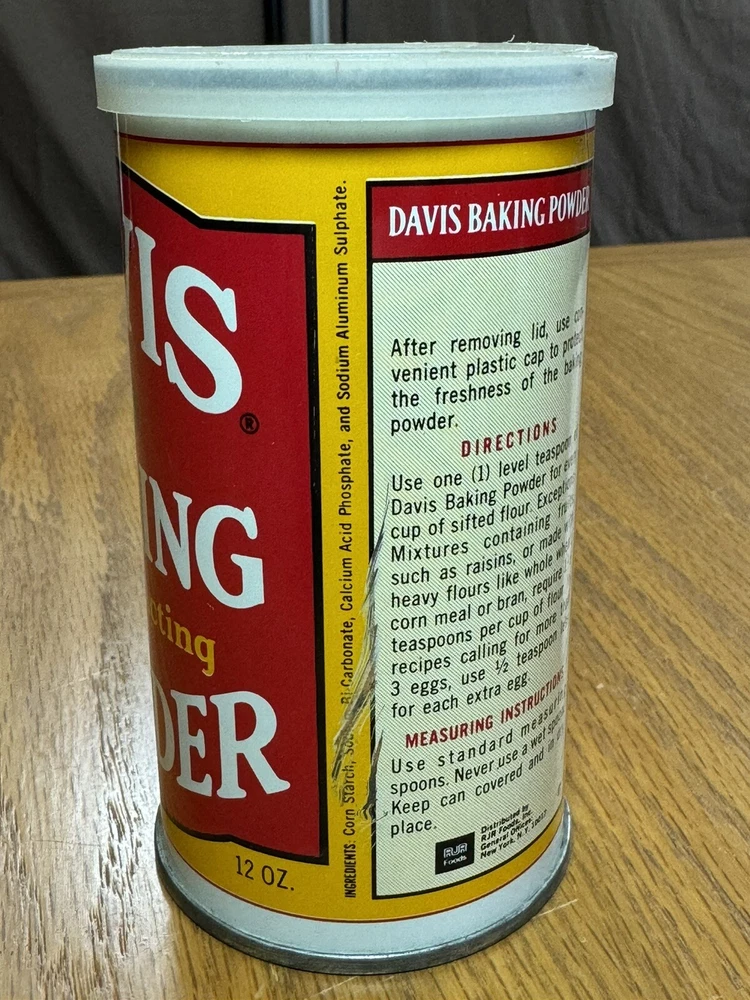 IS
®
ING
cting
DER
12 OZ.
INGREDIENTS: Corn Starch, Bi Carbonate, Calcium Acid Phosphate, and Sodium Aluminum Sulphate.
DAVIS BAKING POWDER
After removing lid, use con-
venient plastic cap to protec
the freshness of the baking
powder.
DIRECTIONS
Use one (1) level teaspoon
Davis Baking Powder for
cup of sifted flour. Excepti
Mixtures containing
such as raisins, or made
heavy flours like whole
corn meal or bran, require
teaspoons per cup of flour
recipes calling for more
3 eggs, use ½ teaspoon
for each extra egg.
MEASURING INSTRUCTIONS
Use standard measuri
spoons. Never use a wet spoon.
Keep can covered and in
place.
RJR
Foods
Distributed by
RJR Foods, Inc.
General Offices
New York, N.Y.